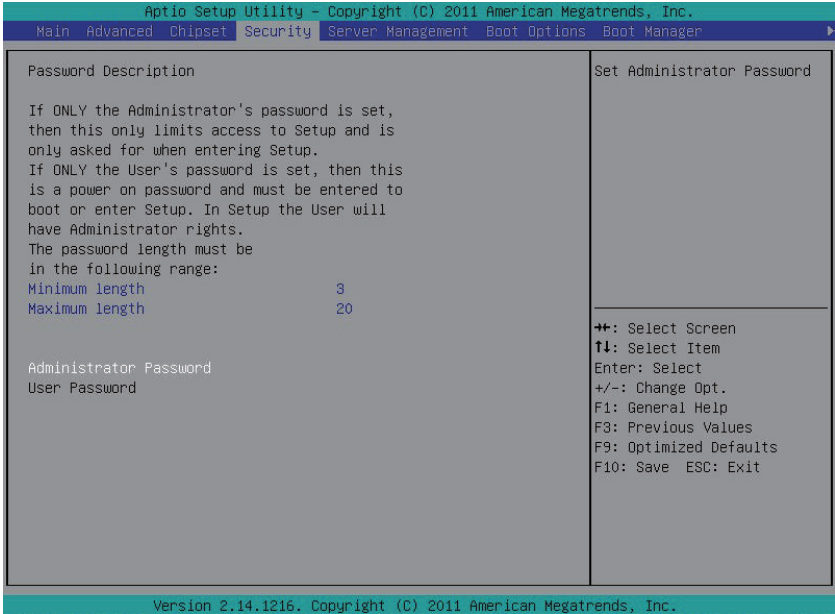 Aptio Setup Utility – Copyright (C) 2011 American Megatrends, Inc.
Main Advanced Chipset Security Server Management Boot Options Boot Manager
Password Description
If ONLY the Administrator's password is set,
then this only limits access to Setup and is
only asked for when entering Setup.
If ONLY the User's password is set, then this
is a power on password and must be entered to
boot or enter Setup. In Setup the User will
have Administrator rights.
The password length must be
in the following range:
Minimum length 3
Maximum length 20
Administrator Password
User Password
Set Administrator Password
→←: Select Screen
↑↓: Select Item
Enter: Select
+/-: Change Opt.
F1: General Help
F3: Previous Values
F9: Optimized Defaults
F10: Save ESC: Exit
Version 2.14.1216. Copyright (C) 2011 American Megatrends, Inc.